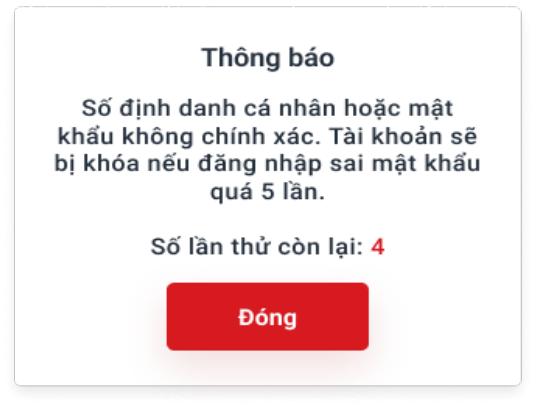 Thông báo
Số định danh cá nhân hoặc mật
khẩu không chính xác. Tài khoản sẽ
bị khóa nếu đăng nhập sai mật khẩu
quá 5 lần.
Số lần thử còn lại: 4
Đóng